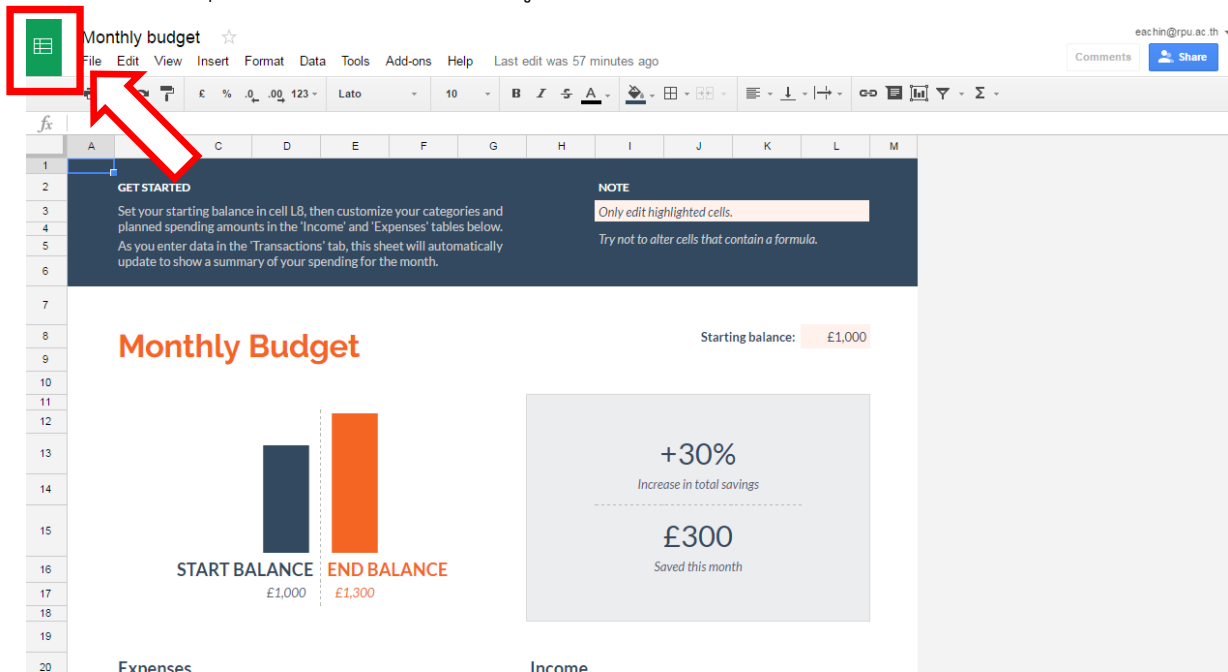 Monthly budget
eachin@rpu.ac.th
File Edit View Insert Format Data Tools Add-ons Help Last edit was 57 minutes ago
Comments Share
£ % .0 .00 123 Lato 10 B I S A Σ
fx
A C D E F G H I J K L M
1
2 GET STARTED NOTE
3 Set your starting balance in cell L8, then customize your categories and Only edit highlighted cells.
4 planned spending amounts in the 'Income' and 'Expenses' tables below.
5 As you enter data in the 'Transactions' tab, this sheet will automatically Try not to alter cells that contain a formula.
6 update to show a summary of your spending for the month.
7
8 Monthly Budget Starting balance: £1,000
9
10
11
12
13 +30%
14 Increase in total savings
15 £300
16 START BALANCE END BALANCE Saved this month
17 £1,000 £1,300
18
19
20 Expenses Income